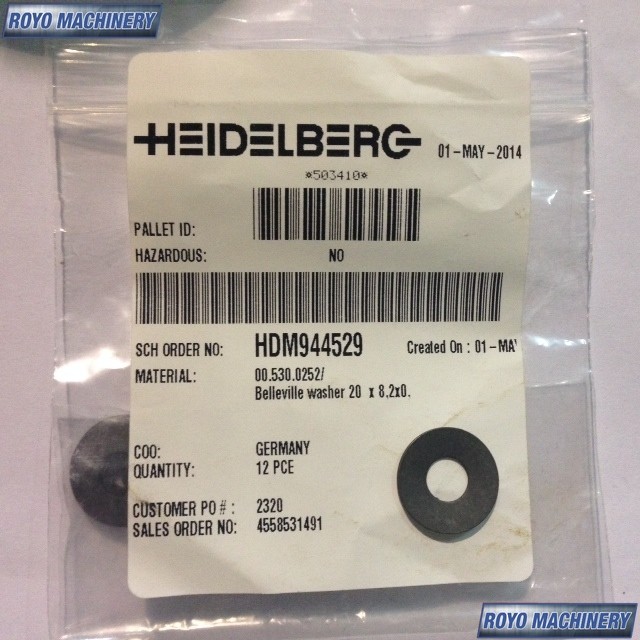 ROYO MACHINERY
HEIDELBERG 01-MAY-2014
*503410*
PALLET ID:
HAZARDOUS: NO
SCH ORDER NO: HDM944529 Created On : 01-MAY
MATERIAL: 00.530.0252/
Belleville washer 20 x 8,2x0.
COO: GERMANY
QUANTITY: 12 PCE
CUSTOMER PO # : 2320
SALES ORDER NO: 4558531491
ROYO MACHINERY